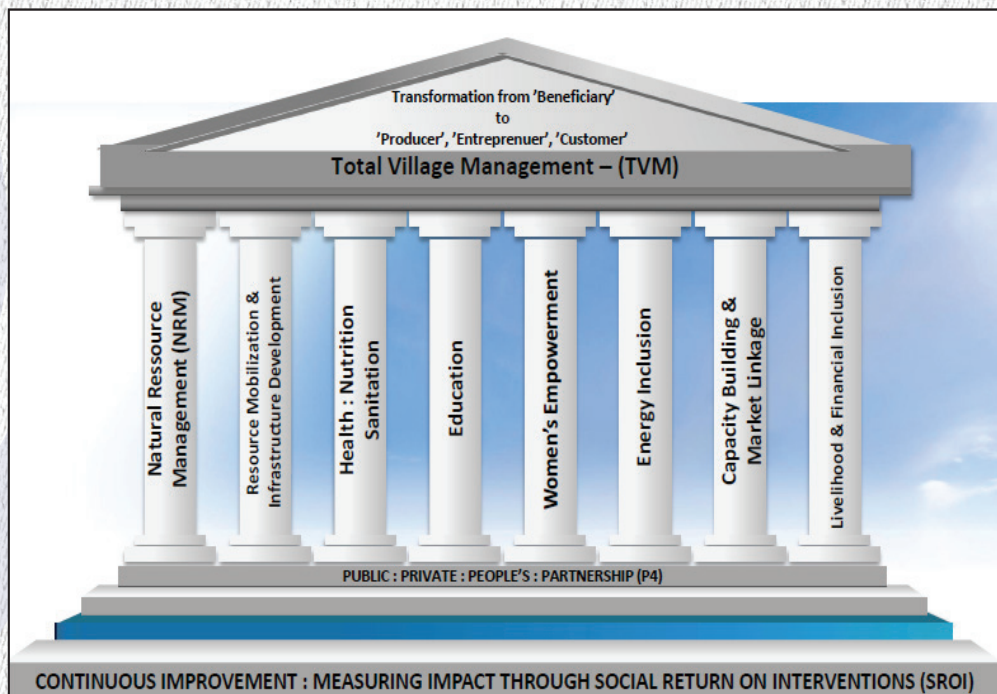 Transformation from 'Beneficiary'
to
'Producer', 'Entreprenuer', 'Customer'
Total Village Management – (TVM)
Natural Ressource
Management (NRM)
Resource Mobilization &
Infrastructure Development
Health : Nutrition
Sanitation
Education
Women's Empowerment
Energy Inclusion
Capacity Building &
Market Linkage
Livelihood & Financial Inclusion
PUBLIC : PRIVATE : PEOPLE'S : PARTNERSHIP (P4)
CONTINUOUS IMPROVEMENT : MEASURING IMPACT THROUGH SOCIAL RETURN ON INTERVENTIONS (SROI)